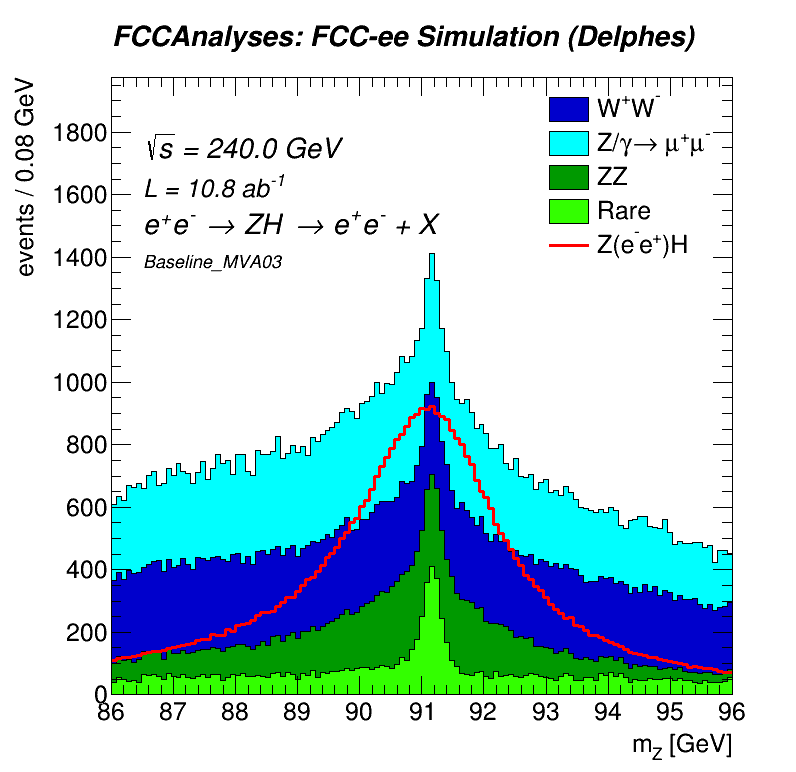 FCCAnalyses: FCC-ee Simulation (Delphes)
events / 0.08 GeV
√s = 240.0 GeV
L = 10.8 ab⁻¹
e⁺e⁻ → ZH → e⁺e⁻ + X
Baseline_MVA03
W⁺W⁻
Z/γ→ μ⁺μ⁻
ZZ
Rare
Z(e⁻e⁺)H
1800
1600
1400
1200
1000
800
600
400
200
0
86 87 88 89 90 91 92 93 94 95 96
m_Z [GeV]